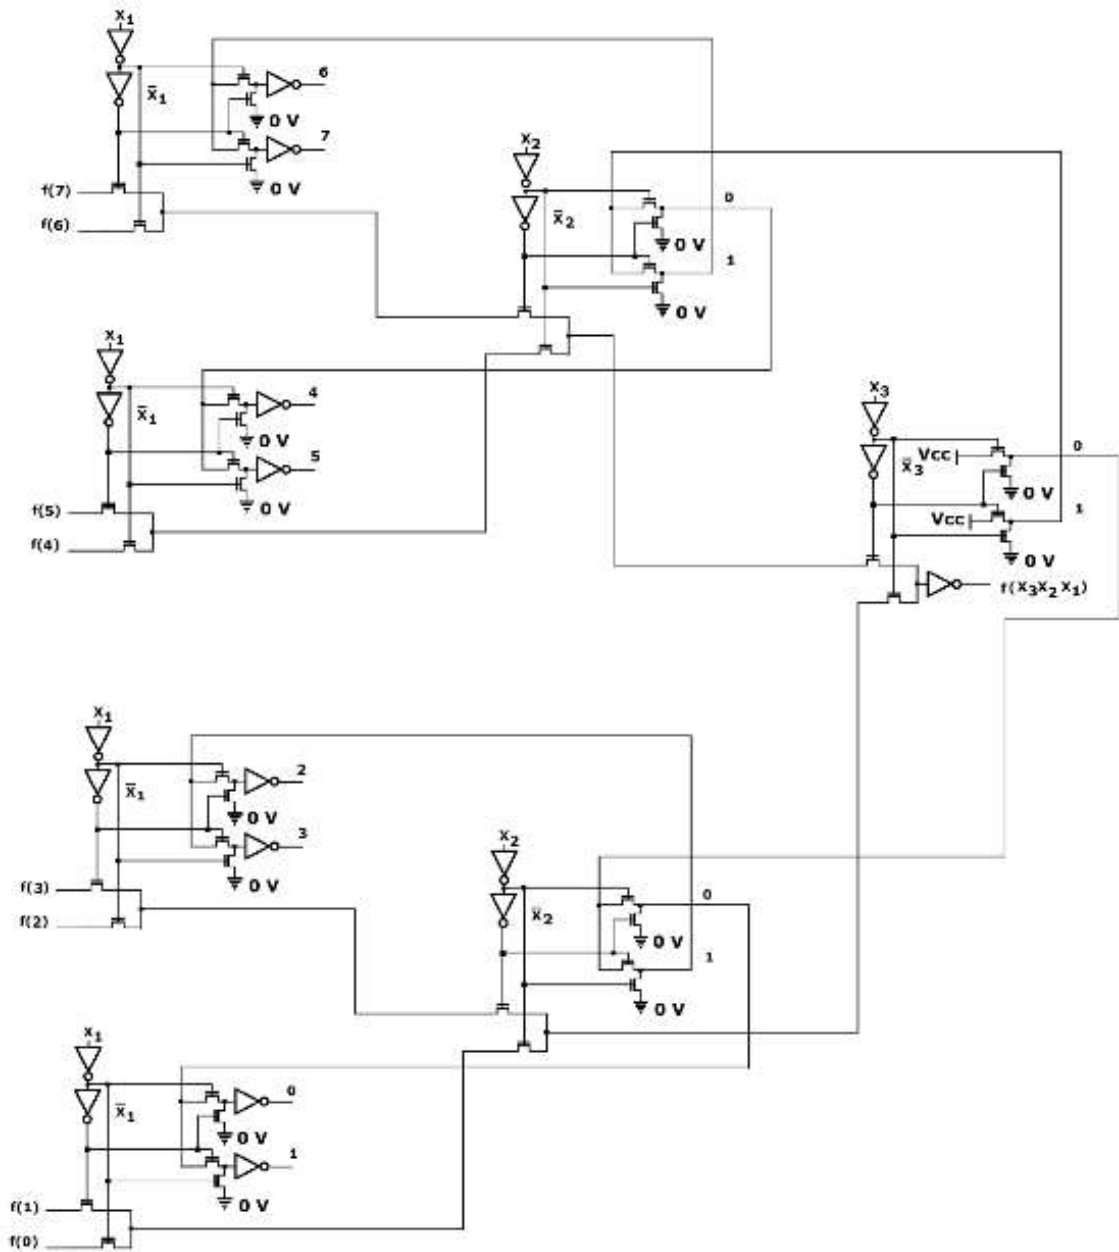 x₁
x̄₁
6
0 V
7
0 V
f(7)
f(6)
x₂
x̄₂
0
0 V
1
0 V
x₁
x̄₁
4
0 V
5
0 V
f(5)
f(4)
x₃
x̄₃
Vcc
0
0 V
Vcc
1
0 V
f(x₃x₂x₁)
x₁
x̄₁
2
0 V
3
0 V
f(3)
f(2)
x₂
x̄₂
0
0 V
1
0 V
x₁
x̄₁
0
0 V
1
0 V
f(1)
f(0)